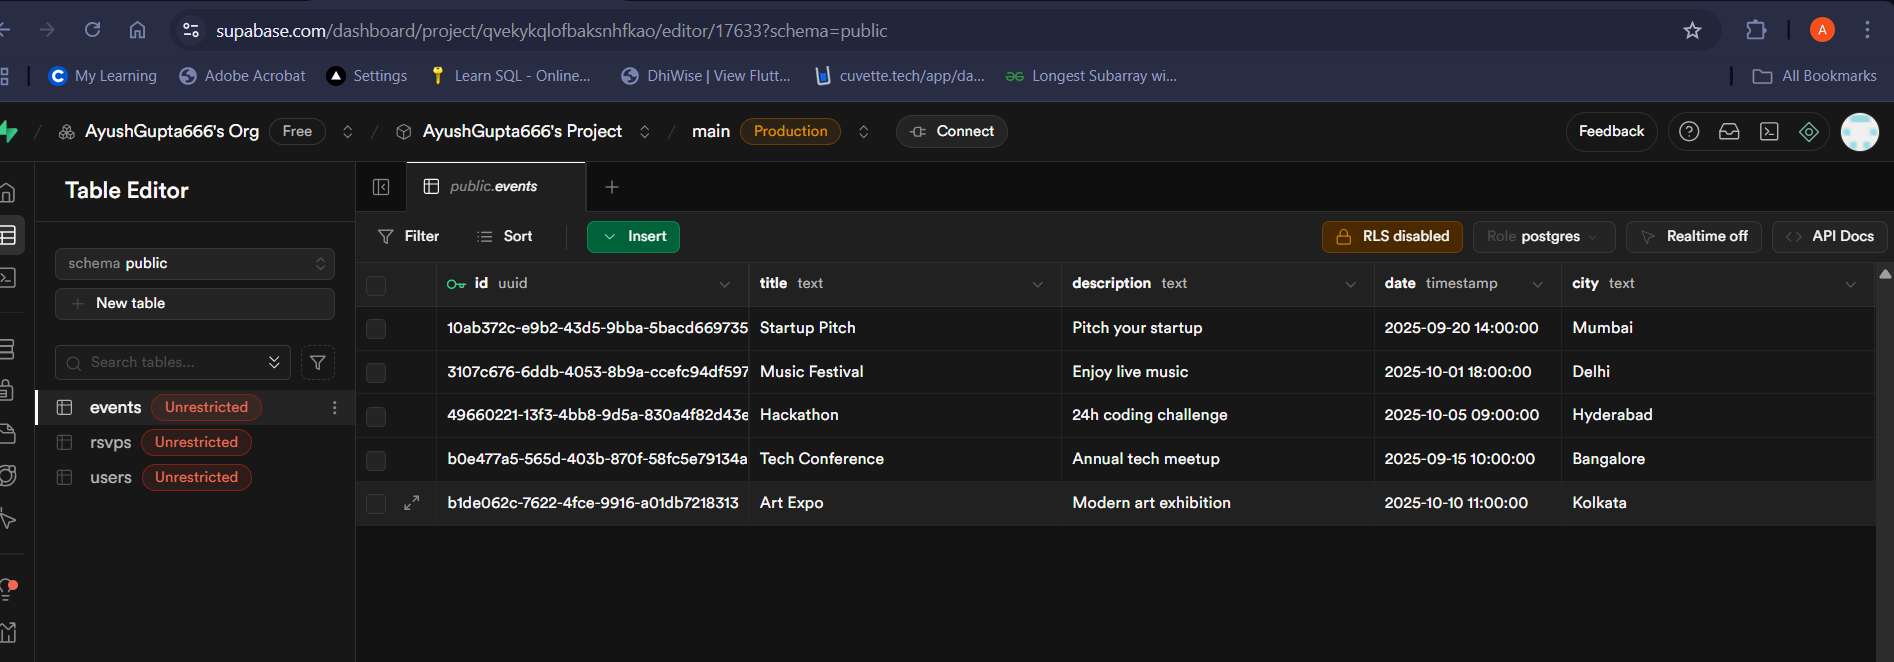 supabase.com/dashboard/project/qvekykqlofbaksnhfkao/editor/17633?schema=public
A
My Learning Adobe Acrobat Settings Learn SQL - Online... DhiWise | View Flutt... cuvette.tech/app/da... Longest Subarray wi... All Bookmarks
/ AyushGupta666's Org Free / AyushGupta666's Project / main Production Connect Feedback
Table Editor
public.events
Filter Sort Insert RLS disabled Role postgres Realtime off API Docs
schema public
New table
Search tables...
events Unrestricted
rsvps Unrestricted
users Unrestricted
id uuid title text description text date timestamp city text
10ab372c-e9b2-43d5-9bba-5bacd669735 Startup Pitch Pitch your startup 2025-09-20 14:00:00 Mumbai
3107c676-6ddb-4053-8b9a-ccefc94df597 Music Festival Enjoy live music 2025-10-01 18:00:00 Delhi
49660221-13f3-4bb8-9d5a-830a4f82d43e Hackathon 24h coding challenge 2025-10-05 09:00:00 Hyderabad
b0e477a5-565d-403b-870f-58fc5e79134a Tech Conference Annual tech meetup 2025-09-15 10:00:00 Bangalore
b1de062c-7622-4fce-9916-a01db7218313 Art Expo Modern art exhibition 2025-10-10 11:00:00 Kolkata